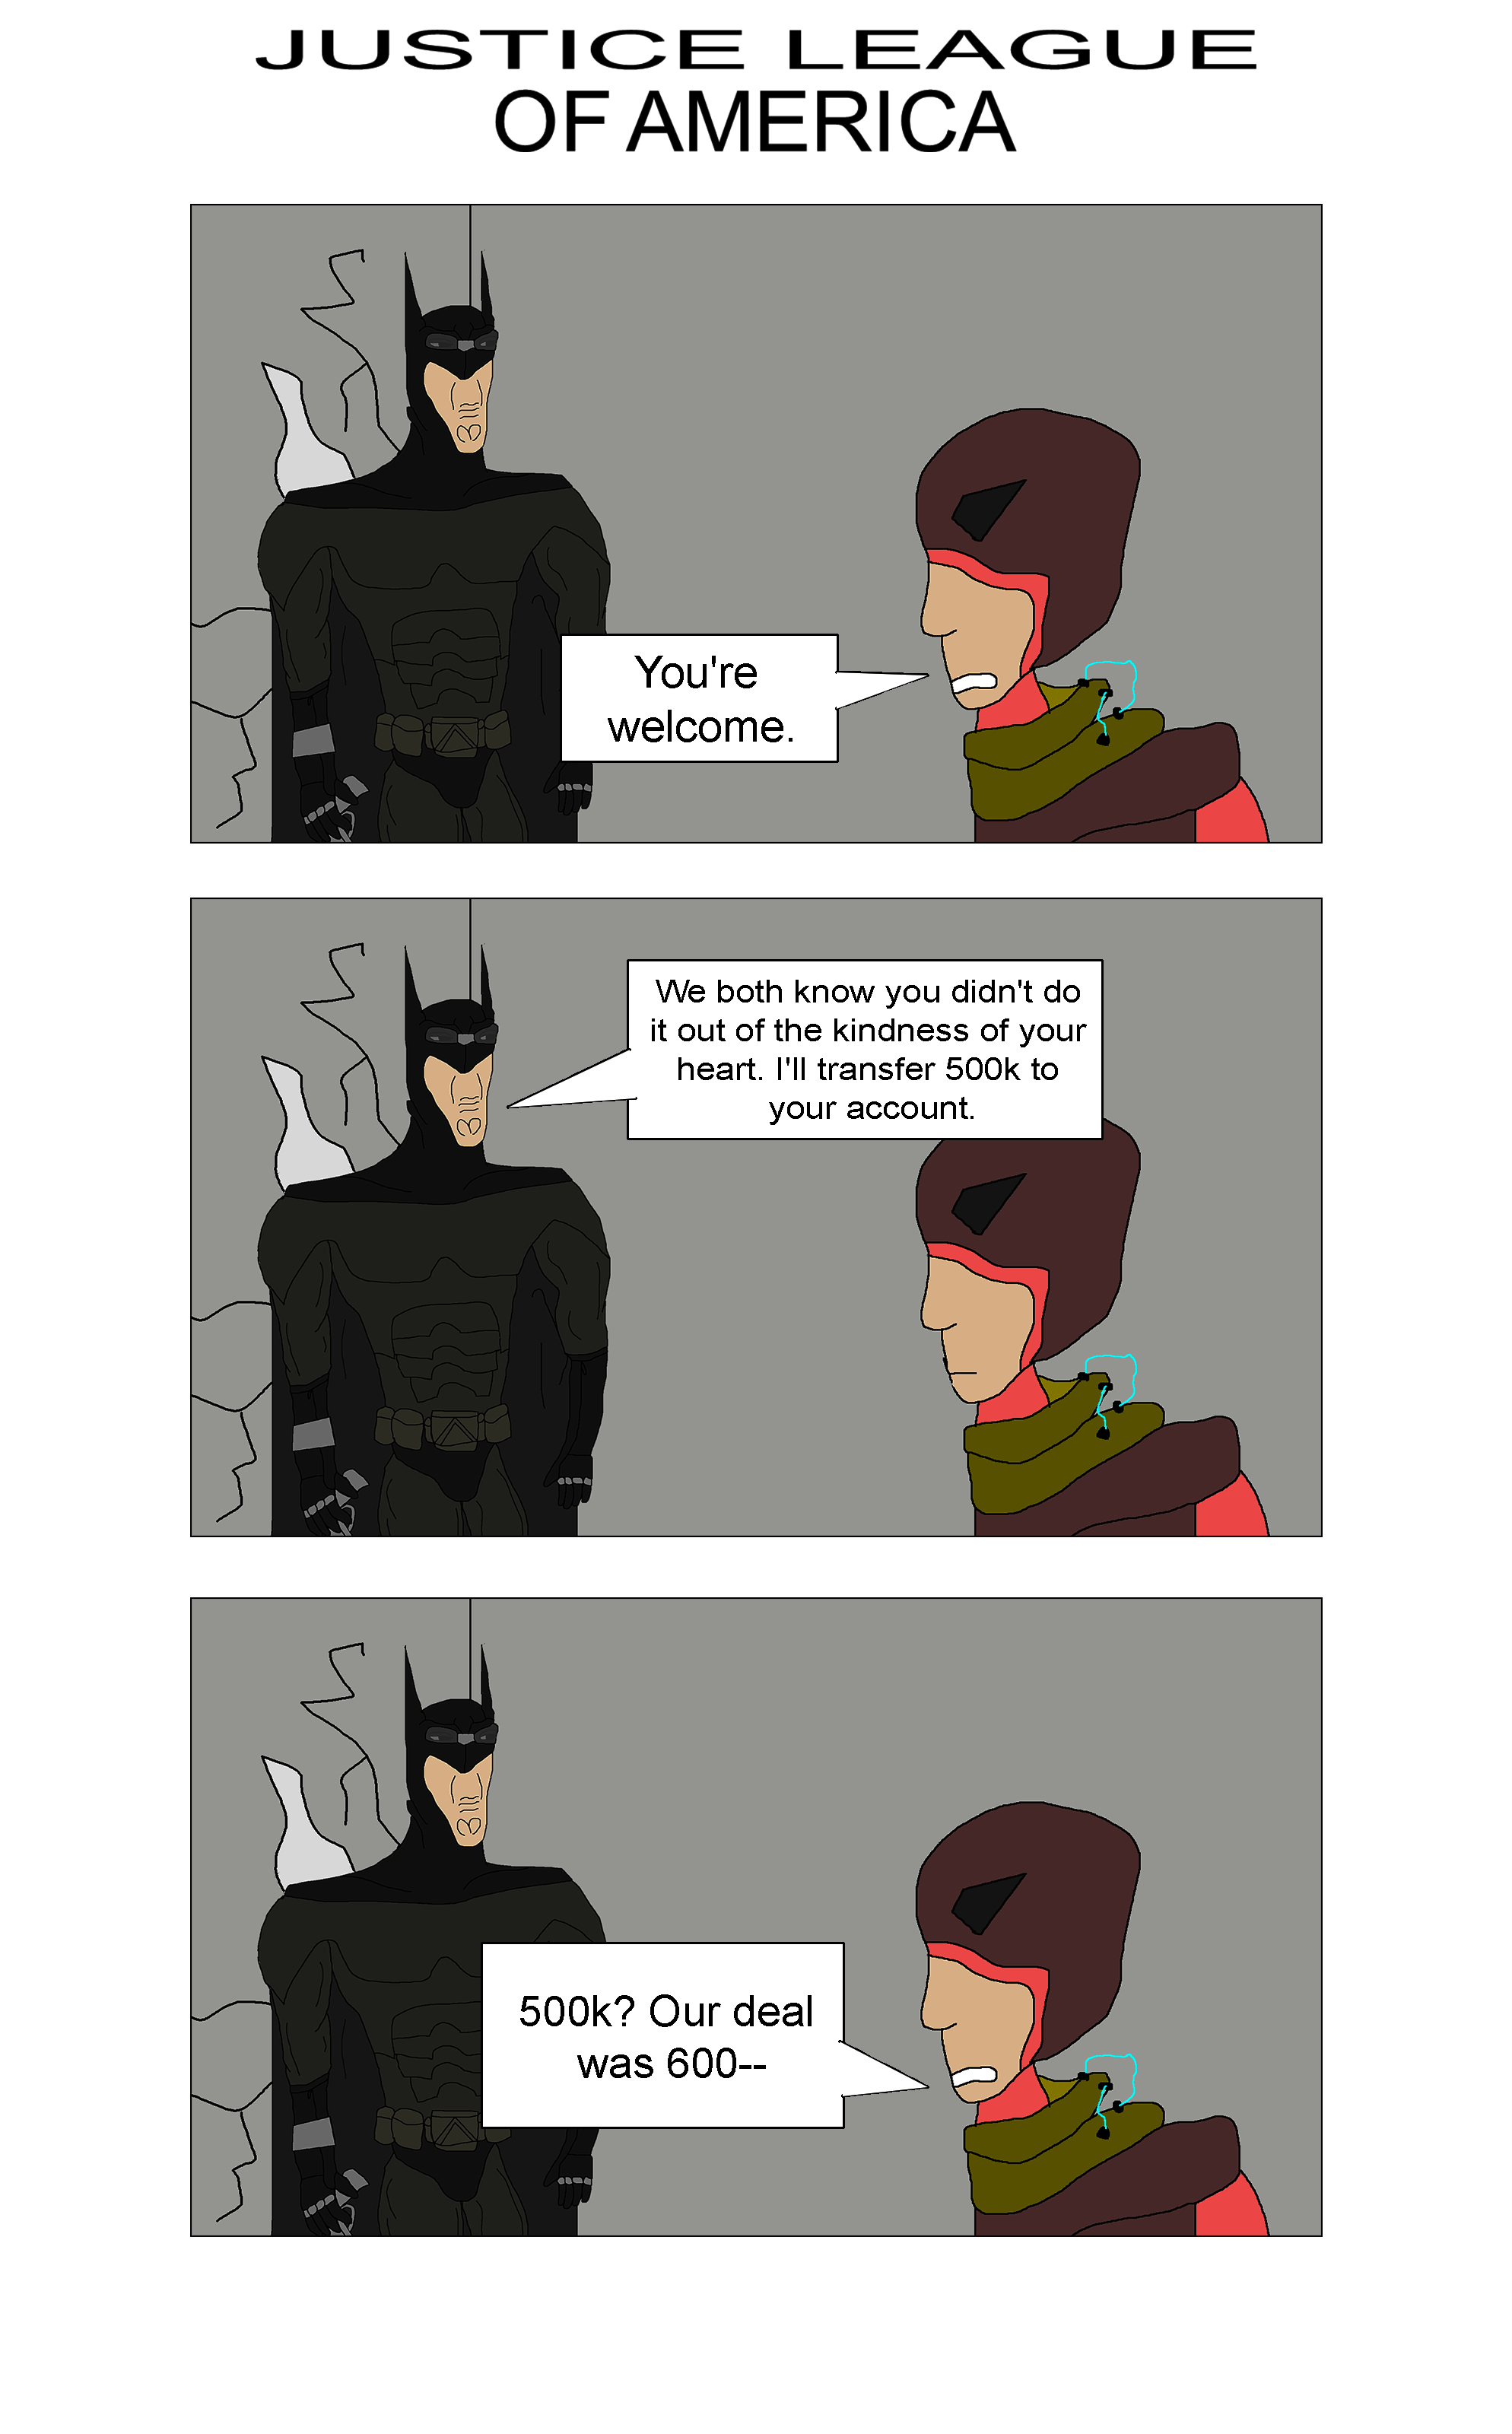 JUSTICE LEAGUE
OF AMERICA
You're
welcome.
We both know you didn't do
it out of the kindness of your
heart. I'll transfer 500k to
your account.
500k? Our deal
was 600--